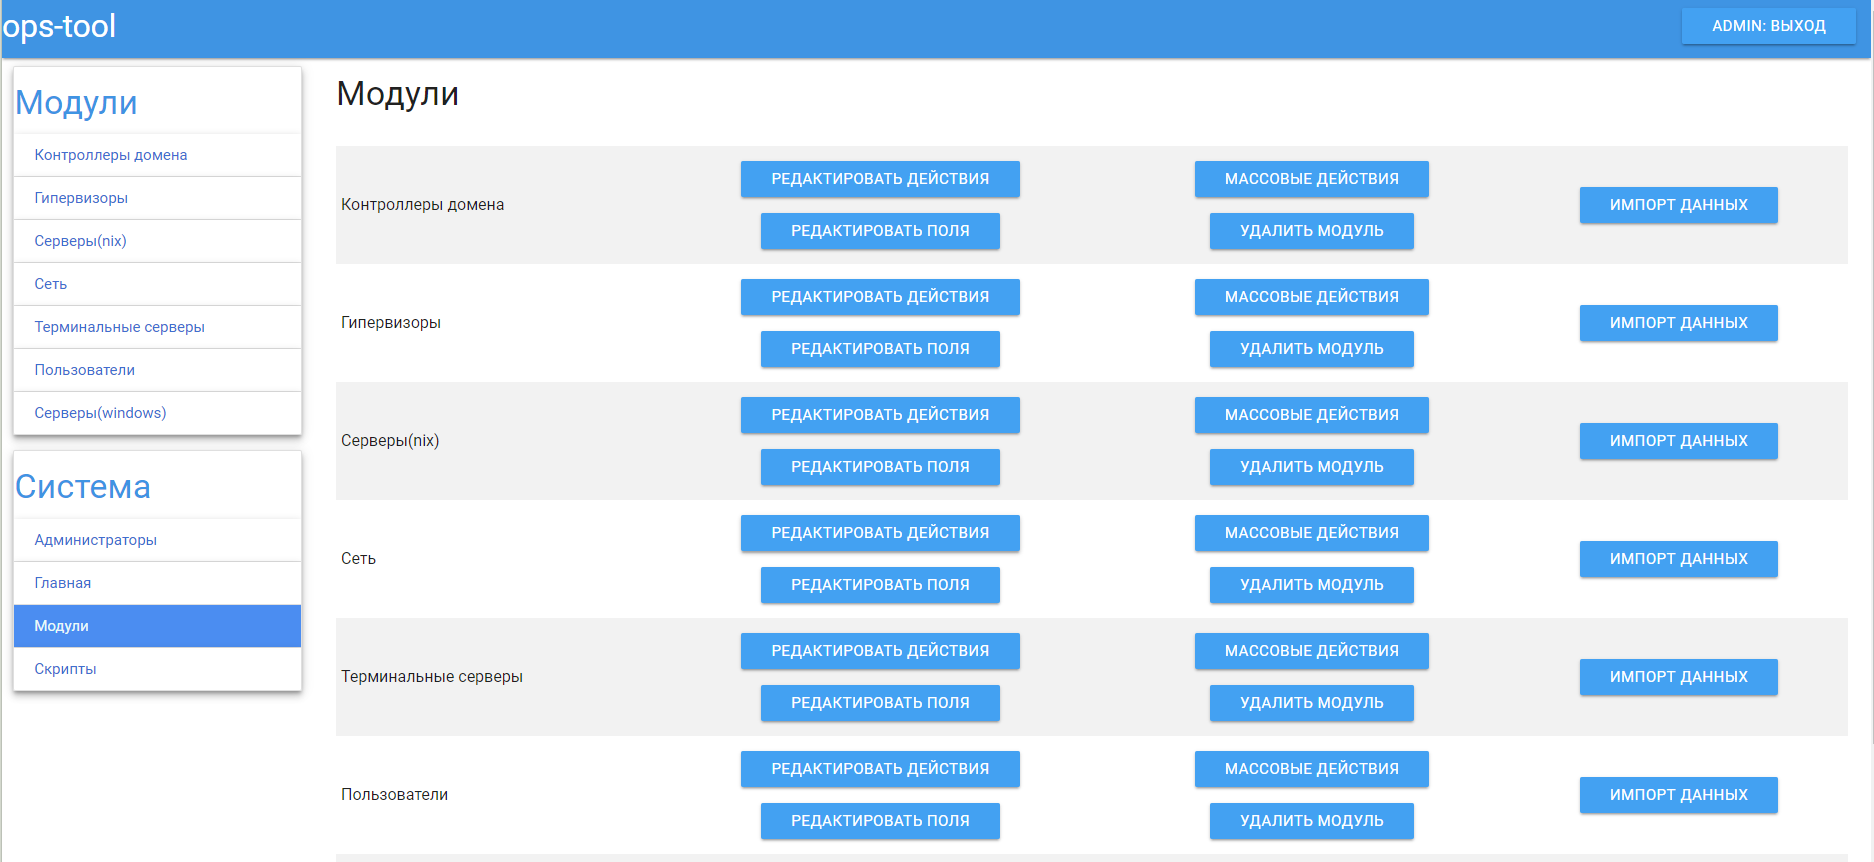 ops-tool
ADMIN: ВЫХОД
Модули
Контроллеры домена
Гипервизоры
Серверы(nix)
Сеть
Терминальные серверы
Пользователи
Серверы(windows)
Система
Администраторы
Главная
Модули
Скрипты
Модули
Контроллеры домена
РЕДАКТИРОВАТЬ ДЕЙСТВИЯ
РЕДАКТИРОВАТЬ ПОЛЯ
МАССОВЫЕ ДЕЙСТВИЯ
УДАЛИТЬ МОДУЛЬ
ИМПОРТ ДАННЫХ
Гипервизоры
РЕДАКТИРОВАТЬ ДЕЙСТВИЯ
РЕДАКТИРОВАТЬ ПОЛЯ
МАССОВЫЕ ДЕЙСТВИЯ
УДАЛИТЬ МОДУЛЬ
ИМПОРТ ДАННЫХ
Серверы(nix)
РЕДАКТИРОВАТЬ ДЕЙСТВИЯ
РЕДАКТИРОВАТЬ ПОЛЯ
МАССОВЫЕ ДЕЙСТВИЯ
УДАЛИТЬ МОДУЛЬ
ИМПОРТ ДАННЫХ
Сеть
РЕДАКТИРОВАТЬ ДЕЙСТВИЯ
РЕДАКТИРОВАТЬ ПОЛЯ
МАССОВЫЕ ДЕЙСТВИЯ
УДАЛИТЬ МОДУЛЬ
ИМПОРТ ДАННЫХ
Терминальные серверы
РЕДАКТИРОВАТЬ ДЕЙСТВИЯ
РЕДАКТИРОВАТЬ ПОЛЯ
МАССОВЫЕ ДЕЙСТВИЯ
УДАЛИТЬ МОДУЛЬ
ИМПОРТ ДАННЫХ
Пользователи
РЕДАКТИРОВАТЬ ДЕЙСТВИЯ
РЕДАКТИРОВАТЬ ПОЛЯ
МАССОВЫЕ ДЕЙСТВИЯ
УДАЛИТЬ МОДУЛЬ
ИМПОРТ ДАННЫХ